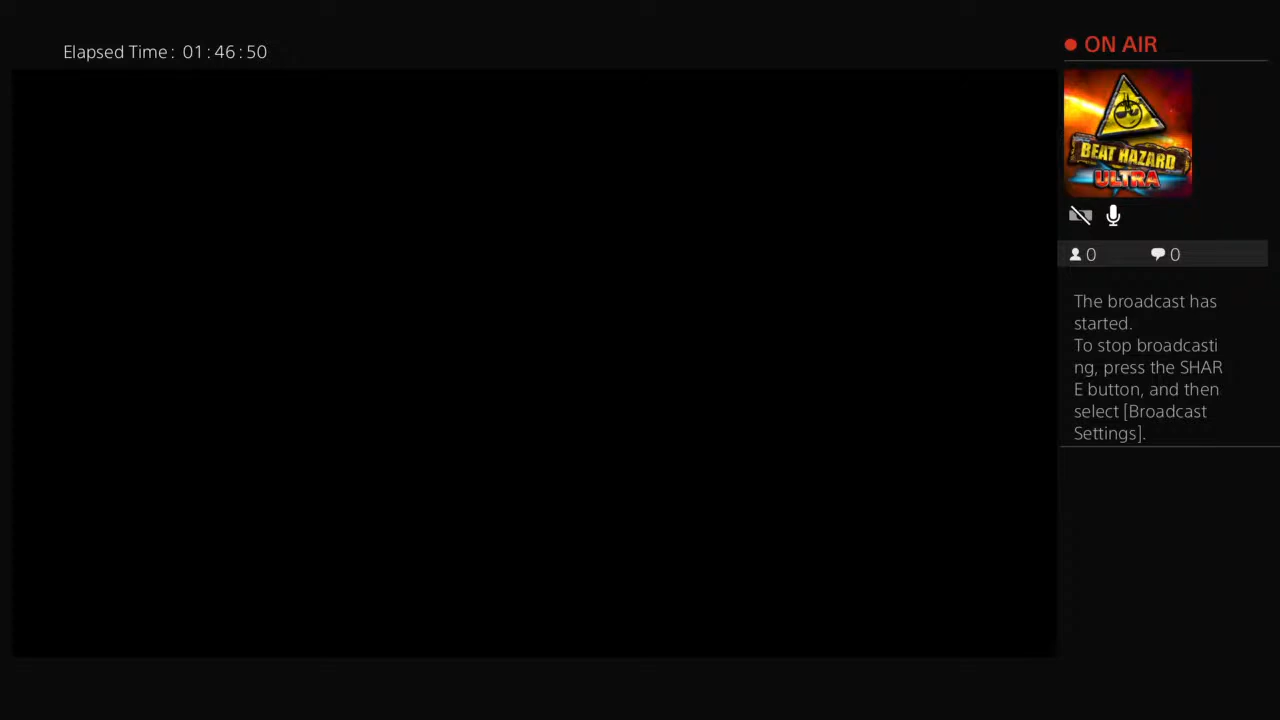 Elapsed Time: 01:46:50
ON AIR
BEAT HAZARD
ULTRA
0
0
The broadcast has
started.
To stop broadcasti
ng, press the SHAR
E button, and then
select [Broadcast
Settings].